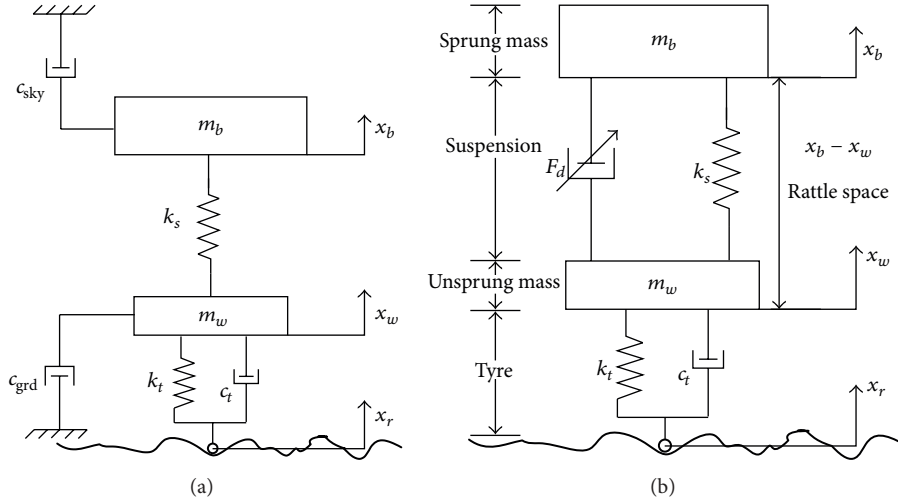 c_sky
m_b
x_b
k_s
m_w
x_w
c_grd
k_t
c_t
x_r
(a)
Sprung mass
m_b
x_b
Suspension
F_d
k_s
x_b − x_w
Rattle space
Unsprung mass
m_w
x_w
Tyre
k_t
c_t
x_r
(b)